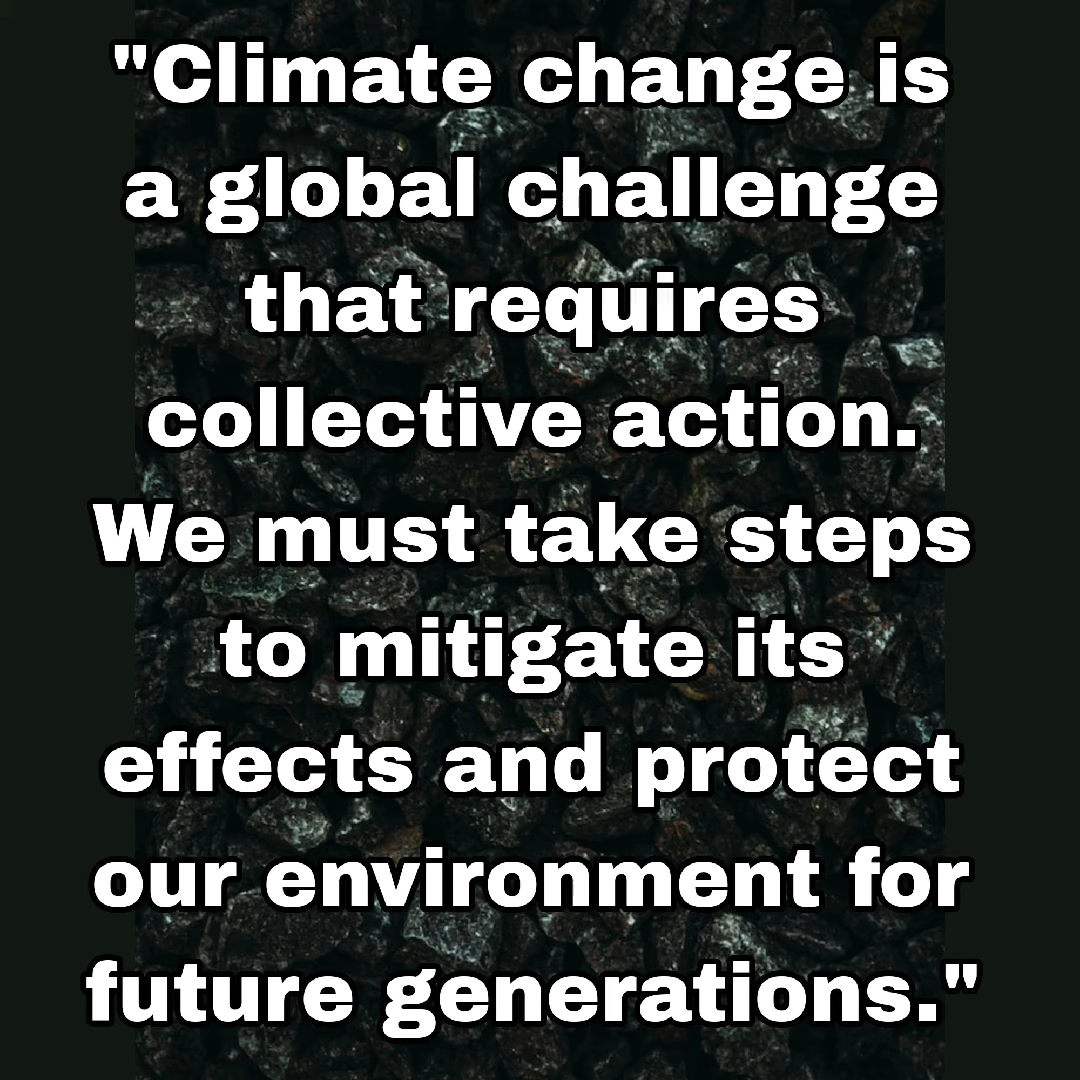 "Climate change is
a global challenge
that requires
collective action.
We must take steps
to mitigate its
effects and protect
our environment for
future generations."